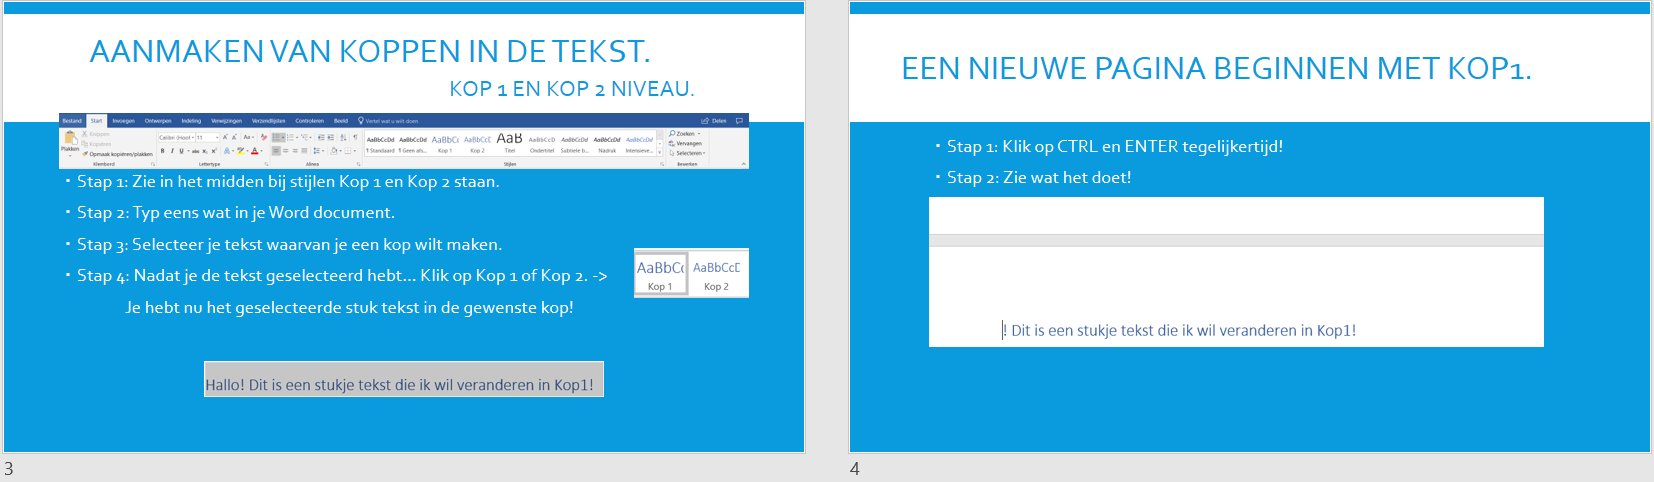 AANMAKEN VAN KOPPEN IN DE TEKST.
KOP 1 EN KOP 2 NIVEAU.
Bestand Start Invoegen Ontwerpen Indeling Verwijzingen Verzendlijsten Controleren Beeld Vertel wat u wilt doen Delen
Plakken
Knippen
Kopiëren
Opmaak kopiëren/plakken
Klembord
Calibri (Hoof 11
Lettertype
Alinea
AaBbCcDd AaBbCcDd AaBbCc AaBbCcC AaB AaBbCcD AaBbCcDd AaBbCcDd AaBbCcDd
¶ Standaard ¶ Geen afs... Kop 1 Kop 2 Titel Ondertitel Subtiele b... Nadruk Intensieve...
Stijlen
Zoeken
Vervangen
Selecteren
Bewerken
▪ Stap 1: Zie in het midden bij stijlen Kop 1 en Kop 2 staan.
▪ Stap 2: Typ eens wat in je Word document.
▪ Stap 3: Selecteer je tekst waarvan je een kop wilt maken.
▪ Stap 4: Nadat je de tekst geselecteerd hebt... Klik op Kop 1 of Kop 2. ->
Je hebt nu het geselecteerde stuk tekst in de gewenste kop!
AaBbCc AaBbCcD
Kop 1 Kop 2
Hallo! Dit is een stukje tekst die ik wil veranderen in Kop1!
3
EEN NIEUWE PAGINA BEGINNEN MET KOP1.
▪ Stap 1: Klik op CTRL en ENTER tegelijkertijd!
▪ Stap 2: Zie wat het doet!
! Dit is een stukje tekst die ik wil veranderen in Kop1!
4